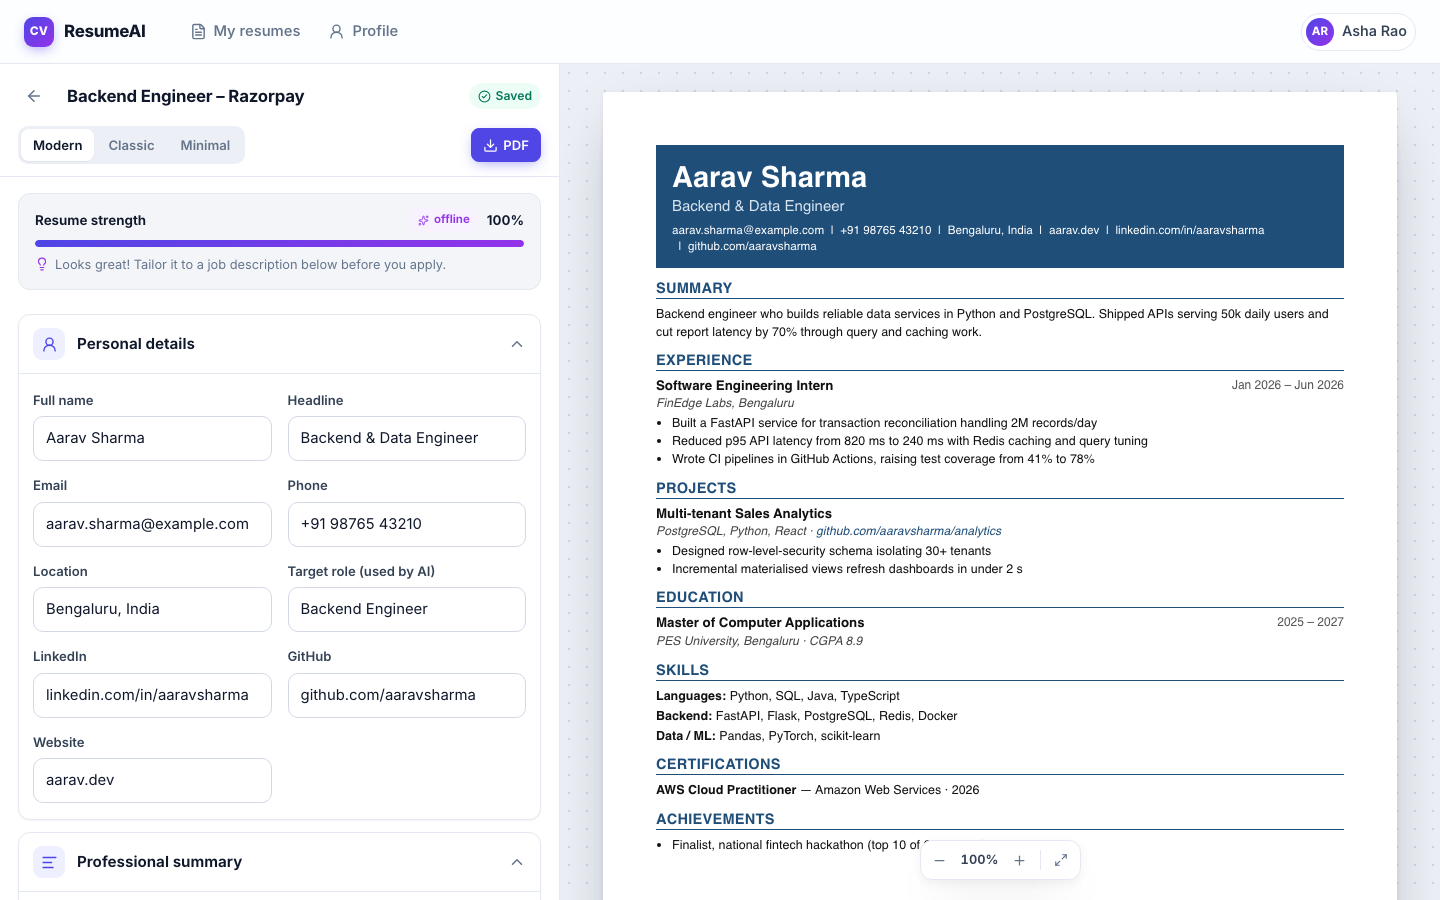 CV ResumeAI My resumes Profile AR Asha Rao
Backend Engineer – Razorpay Saved
Modern Classic Minimal PDF
Resume strength offline 100%
Looks great! Tailor it to a job description below before you apply.
Personal details
Full name Headline
Aarav Sharma Backend & Data Engineer
Email Phone
aarav.sharma@example.com +91 98765 43210
Location Target role (used by AI)
Bengaluru, India Backend Engineer
LinkedIn GitHub
linkedin.com/in/aaravsharma github.com/aaravsharma
Website
aarav.dev
Professional summary
Aarav Sharma
Backend & Data Engineer
aarav.sharma@example.com | +91 98765 43210 | Bengaluru, India | aarav.dev | linkedin.com/in/aaravsharma
| github.com/aaravsharma
SUMMARY
Backend engineer who builds reliable data services in Python and PostgreSQL. Shipped APIs serving 50k daily users and
cut report latency by 70% through query and caching work.
EXPERIENCE
Software Engineering Intern Jan 2026 – Jun 2026
FinEdge Labs, Bengaluru
• Built a FastAPI service for transaction reconciliation handling 2M records/day
• Reduced p95 API latency from 820 ms to 240 ms with Redis caching and query tuning
• Wrote CI pipelines in GitHub Actions, raising test coverage from 41% to 78%
PROJECTS
Multi-tenant Sales Analytics
PostgreSQL, Python, React · github.com/aaravsharma/analytics
• Designed row-level-security schema isolating 30+ tenants
• Incremental materialised views refresh dashboards in under 2 s
EDUCATION
Master of Computer Applications 2025 – 2027
PES University, Bengaluru · CGPA 8.9
SKILLS
Languages: Python, SQL, Java, TypeScript
Backend: FastAPI, Flask, PostgreSQL, Redis, Docker
Data / ML: Pandas, PyTorch, scikit-learn
CERTIFICATIONS
AWS Cloud Practitioner — Amazon Web Services · 2026
ACHIEVEMENTS
• Finalist, national fintech hackathon (top 10 of
100%